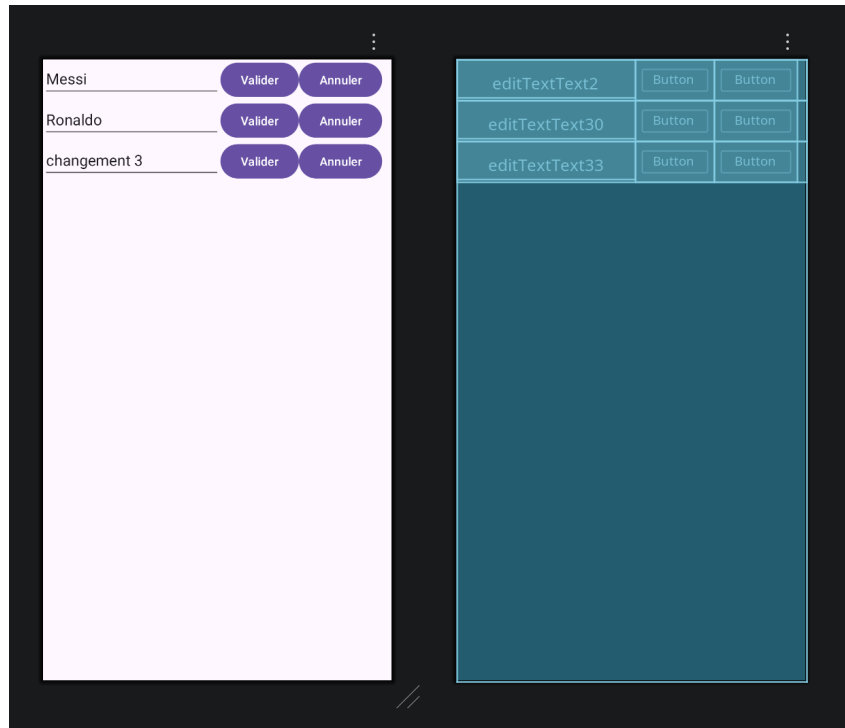 Messi Valider Annuler
Ronaldo Valider Annuler
changement 3 Valider Annuler
editTextText2 Button Button
editTextText30 Button Button
editTextText33 Button Button